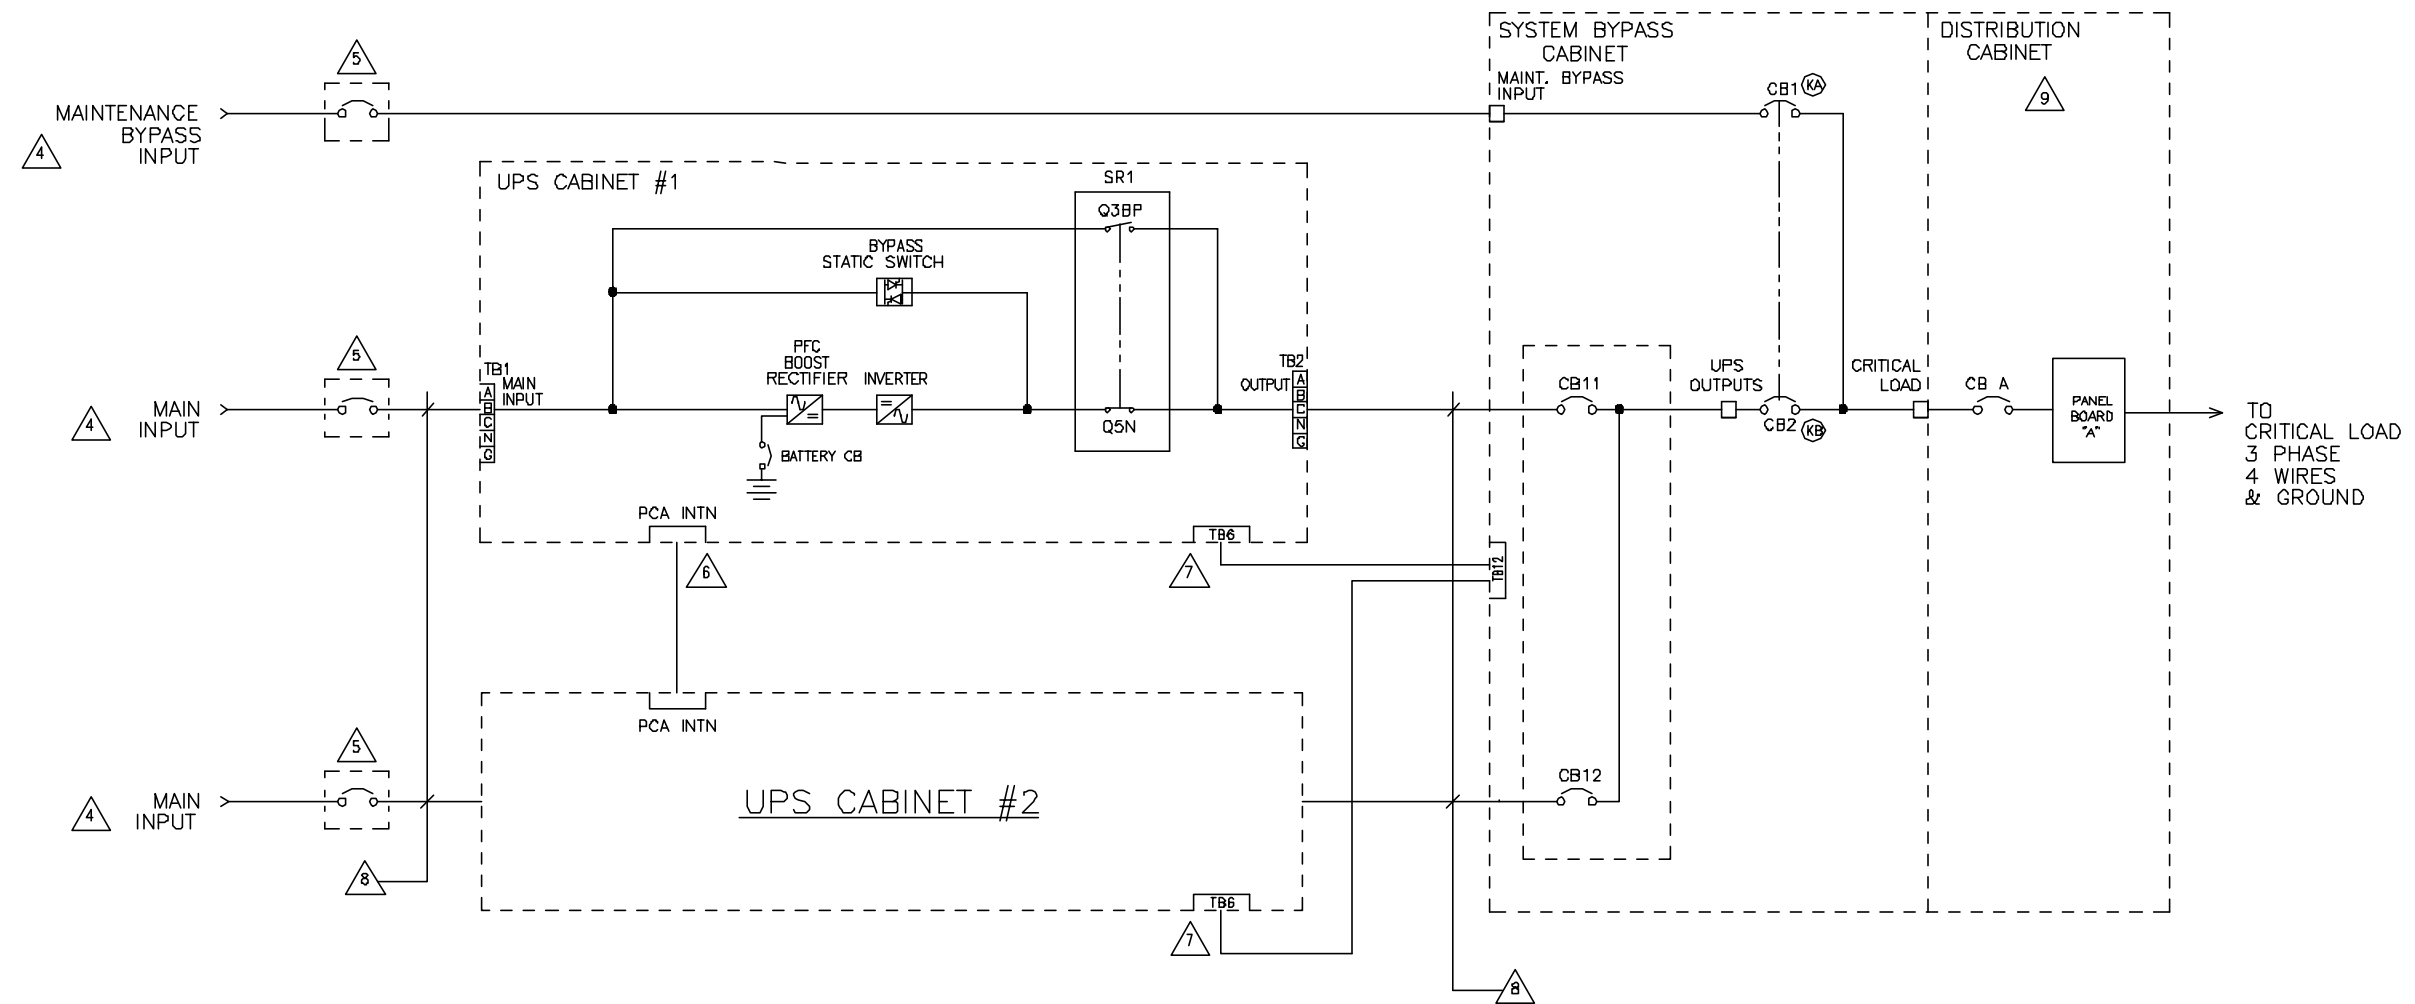 SYSTEM BYPASS
CABINET
DISTRIBUTION
CABINET
5
MAINT. BYPASS
INPUT
CB1
KA
9
MAINTENANCE
BYPASS
INPUT
4
UPS CABINET #1
SR1
Q3BP
BYPASS
STATIC SWITCH
5
PFC
BOOST
RECTIFIER
INVERTER
TB1
MAIN
INPUT
A
B
C
N
G
TB2
OUTPUT
A
B
C
N
G
CB11
UPS
OUTPUTS
CRITICAL
LOAD
CB A
PANEL
BOARD
"A"
MAIN
INPUT
4
Q5N
CB2
KB
TO
CRITICAL LOAD
3 PHASE
4 WIRES
& GROUND
BATTERY CB
PCA INTN
TB6
6
7
TB12
PCA INTN
5
MAIN
INPUT
4
UPS CABINET #2
CB12
8
TB6
7
8